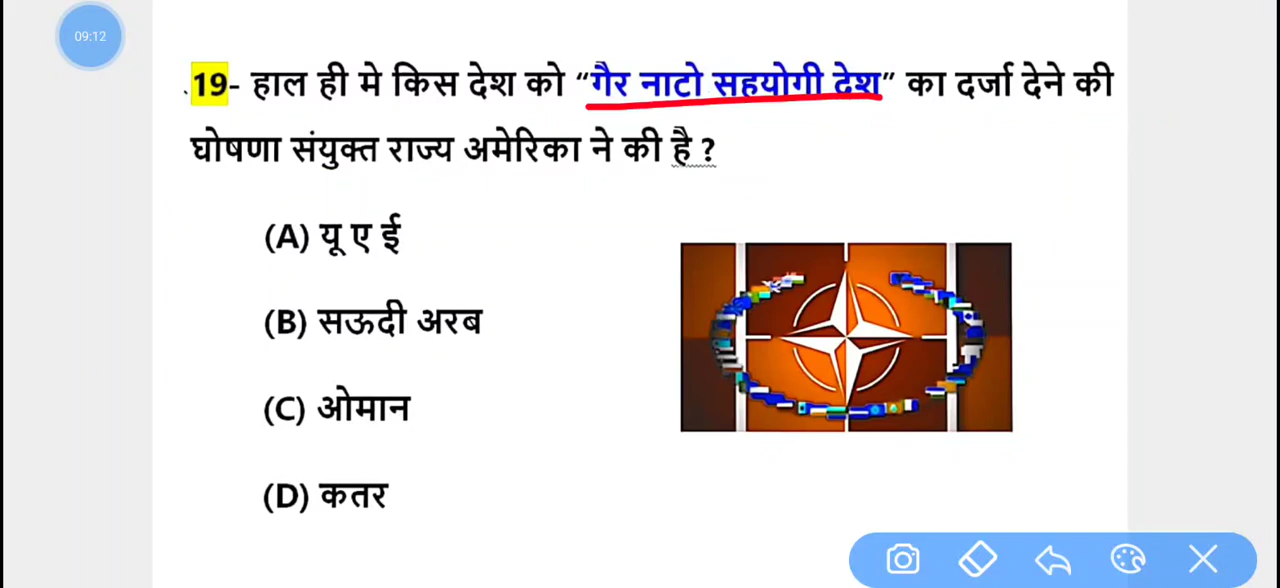 09:12
19- हाल ही मे किस देश को “गैर नाटो सहयोगी देश” का दर्जा देने की
घोषणा संयुक्त राज्य अमेरिका ने की है ?
(A) यू ए ई
(B) सऊदी अरब
(C) ओमान
(D) कतर